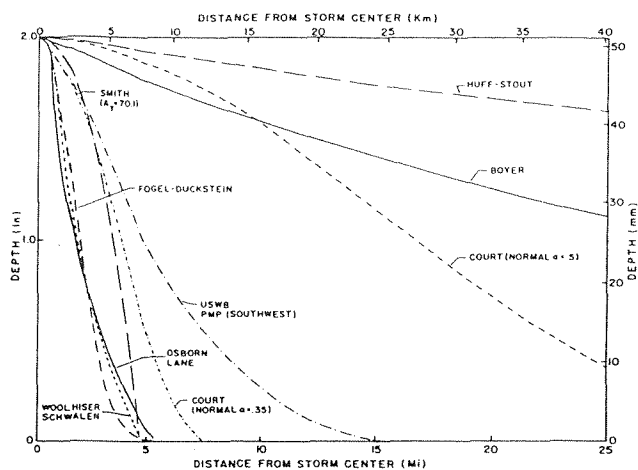 DISTANCE FROM STORM CENTER (Km)
0 5 10 15 20 25 30 35 40
2.0
50
HUFF-STOUT
SMITH
(Aᵧ=70.1)
40
BOYER
FOGEL-DUCKSTEIN
30
DEPTH (in)
1.0
DEPTH (mm)
COURT (NORMAL a=.5)
20
USWB
PMP (SOUTHWEST)
OSBORN
LANE
10
WOOLHISER
SCHWALEN
COURT
(NORMAL a=.35)
0
0
0 5 10 15 20 25
DISTANCE FROM STORM CENTER (Mi)